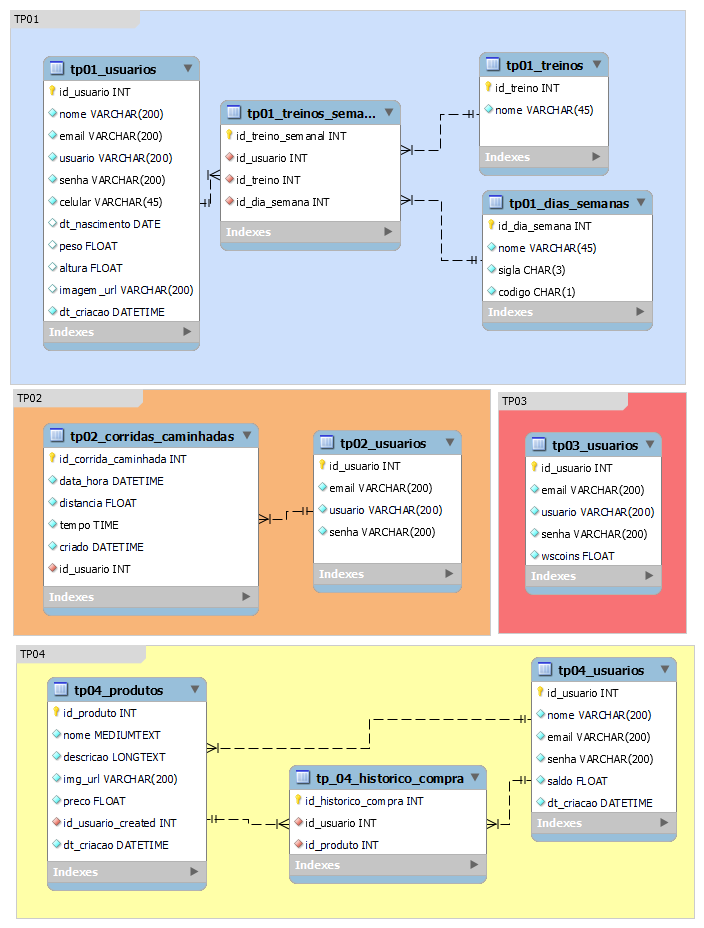 TP01
tp01_usuarios
id_usuario INT
nome VARCHAR(200)
email VARCHAR(200)
usuario VARCHAR(200)
senha VARCHAR(200)
celular VARCHAR(45)
dt_nascimento DATE
peso FLOAT
altura FLOAT
imagem_url VARCHAR(200)
dt_criacao DATETIME
Indexes
tp01_treinos_sema...
id_treino_semanal INT
id_usuario INT
id_treino INT
id_dia_semana INT
Indexes
tp01_treinos
id_treino INT
nome VARCHAR(45)
Indexes
tp01_dias_semanas
id_dia_semana INT
nome VARCHAR(45)
sigla CHAR(3)
codigo CHAR(1)
Indexes
TP02
tp02_corridas_caminhadas
id_corrida_caminhada INT
data_hora DATETIME
distancia FLOAT
tempo TIME
criado DATETIME
id_usuario INT
Indexes
tp02_usuarios
id_usuario INT
email VARCHAR(200)
usuario VARCHAR(200)
senha VARCHAR(200)
Indexes
TP03
tp03_usuarios
id_usuario INT
email VARCHAR(200)
usuario VARCHAR(200)
senha VARCHAR(200)
wscoins FLOAT
Indexes
TP04
tp04_produtos
id_produto INT
nome MEDIUMTEXT
descricao LONGTEXT
img_url VARCHAR(200)
preco FLOAT
id_usuario_created INT
dt_criacao DATETIME
Indexes
tp_04_historico_compra
id_historico_compra INT
id_usuario INT
id_produto INT
Indexes
tp04_usuarios
id_usuario INT
nome VARCHAR(200)
email VARCHAR(200)
senha VARCHAR(200)
saldo FLOAT
dt_criacao DATETIME
Indexes